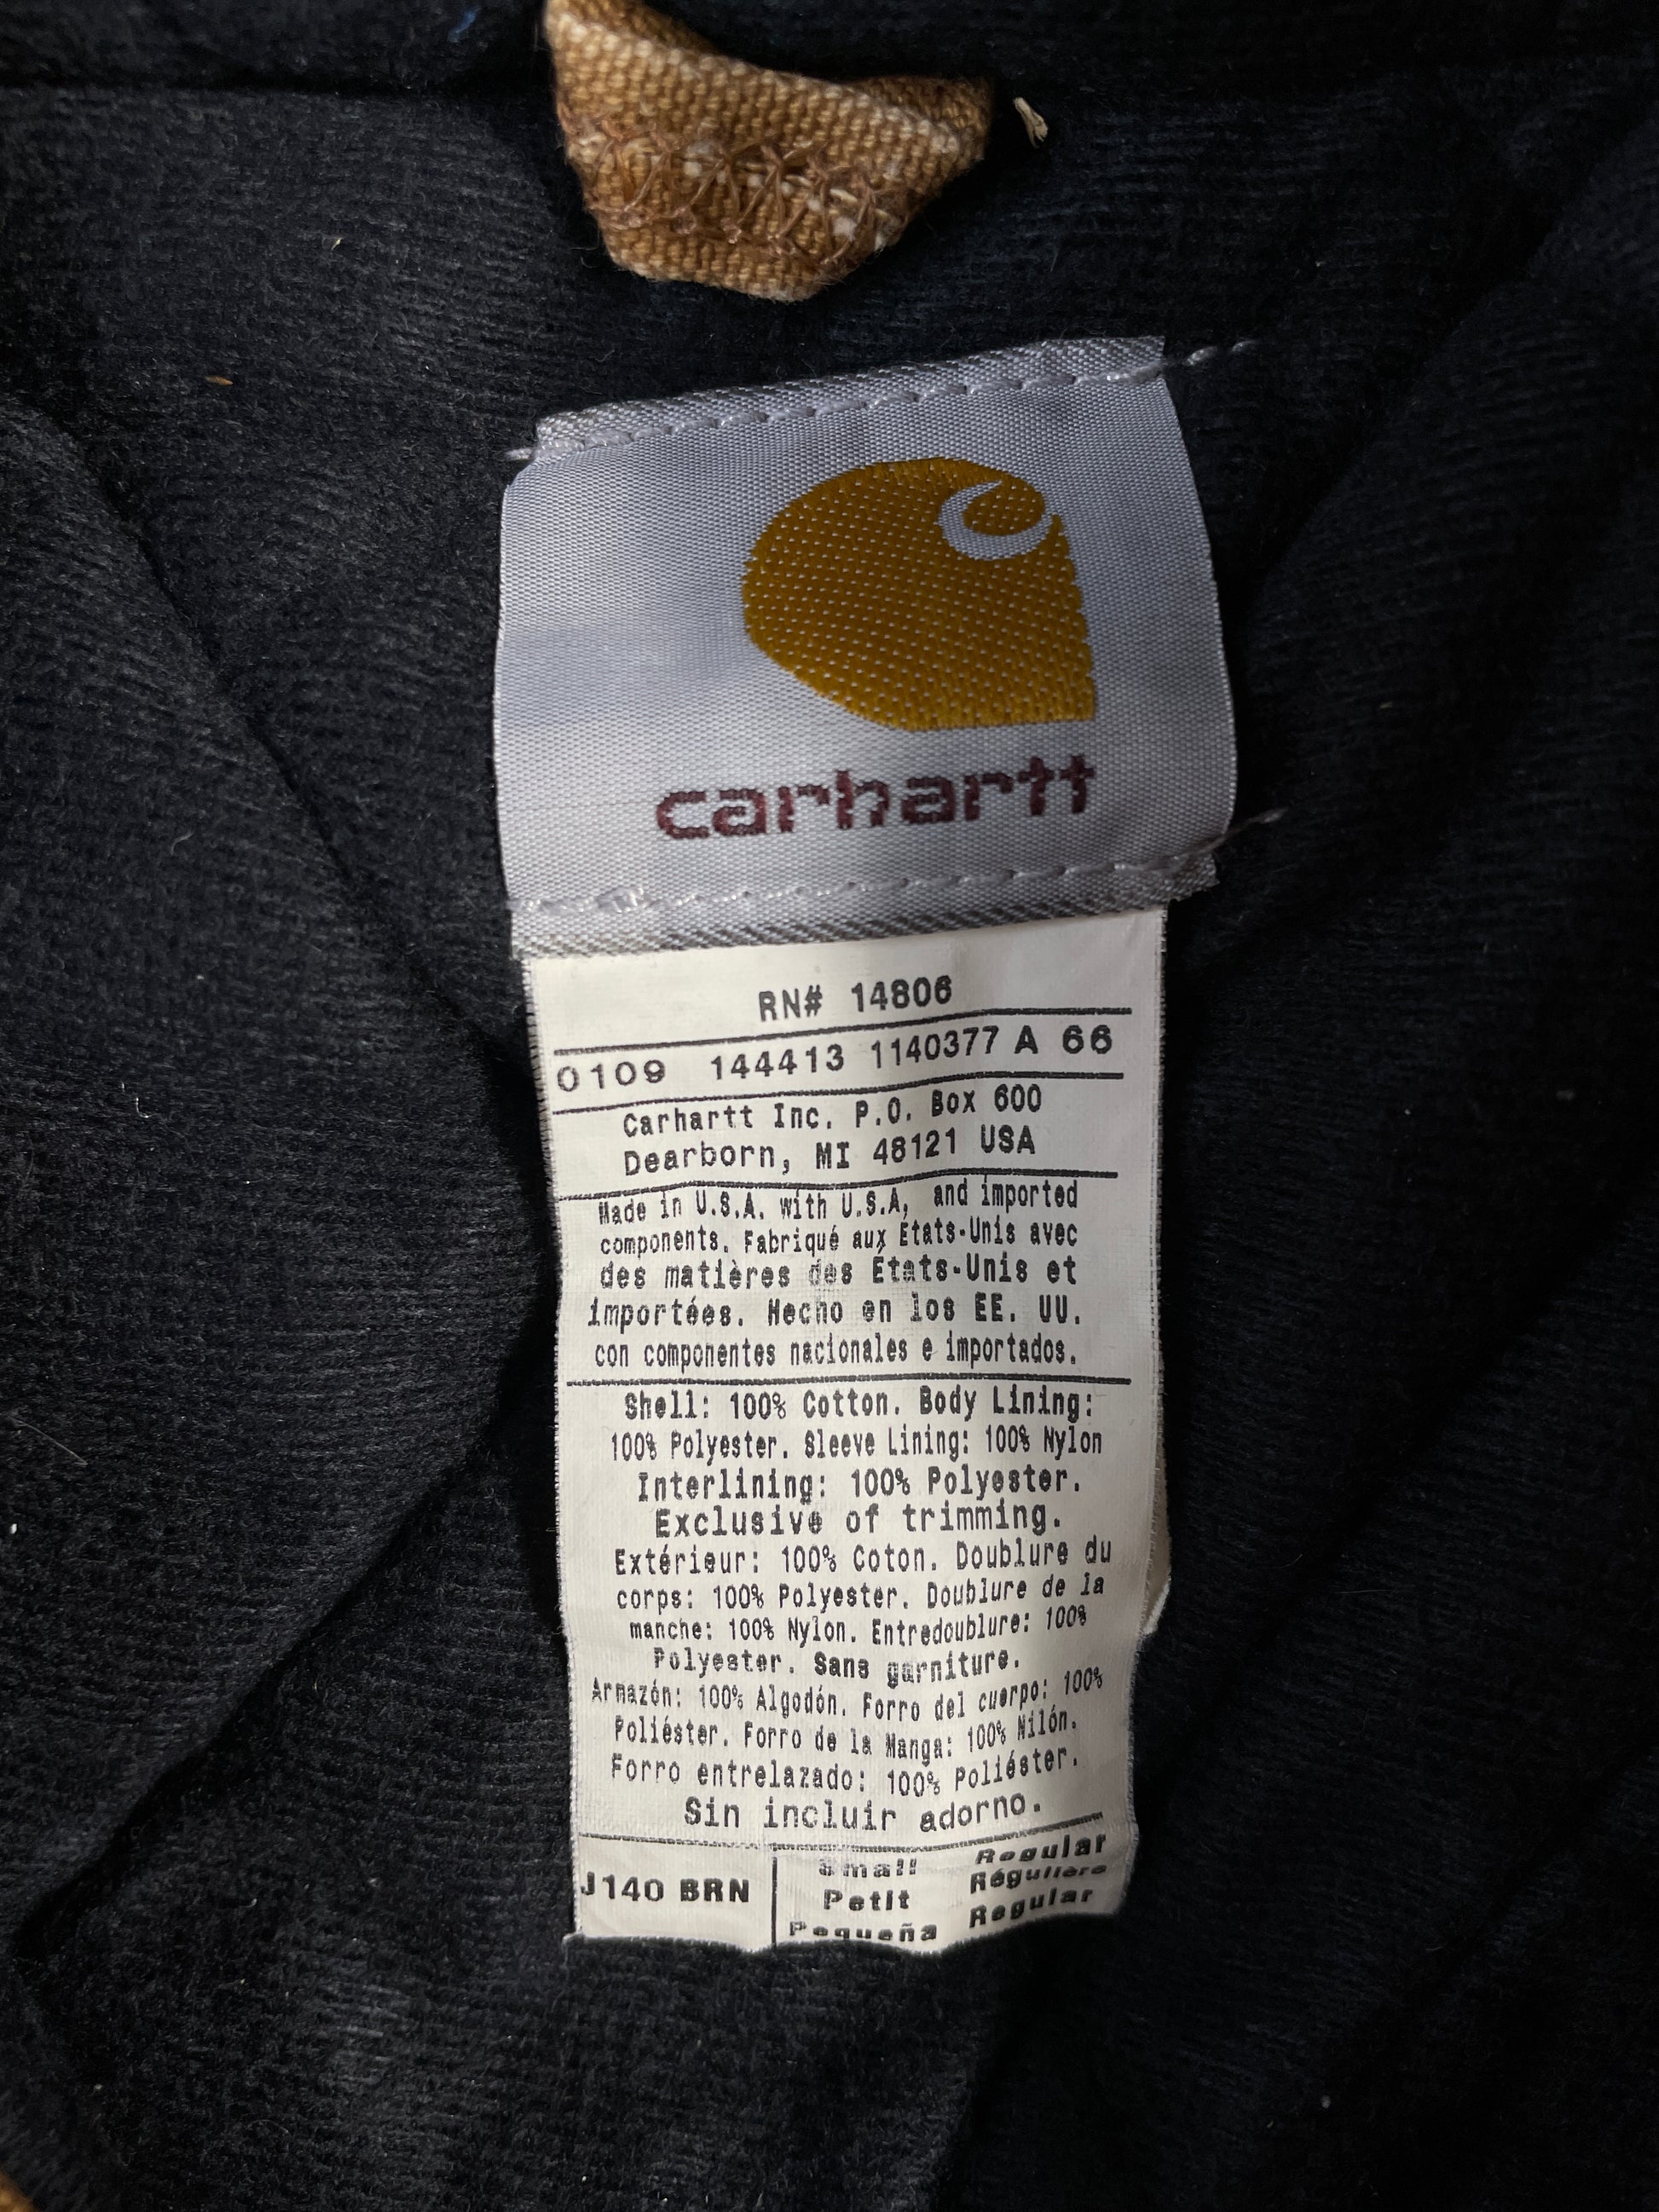 carhartt
RN# 14806
0109 144413 1140377 A 66
Carhartt Inc. P.O. Box 600
Dearborn, MI 48121 USA
Made in U.S.A. with U.S.A, and imported
components. Fabriqué aux États-Unis avec
des matières des États-Unis et
importées. Hecho en los EE. UU.
con componentes nacionales e importados.
Shell: 100% Cotton. Body Lining:
100% Polyester. Sleeve Lining: 100% Nylon
Interlining: 100% Polyester.
Exclusive of trimming.
Extérieur: 100% Coton. Doublure du
corps: 100% Polyester. Doublure de la
manche: 100% Nylon. Entredoublure: 100%
Polyester. Sans garniture.
Armazón: 100% Algodón. Forro del cuerpo: 100%
Poliéster. Forro de la Manga: 100% Nilón.
Forro entrelazado: 100% Poliéster.
Sin incluir adorno.
J140 BRN
Small Regular
Petit Régulière
Pequeña Regular